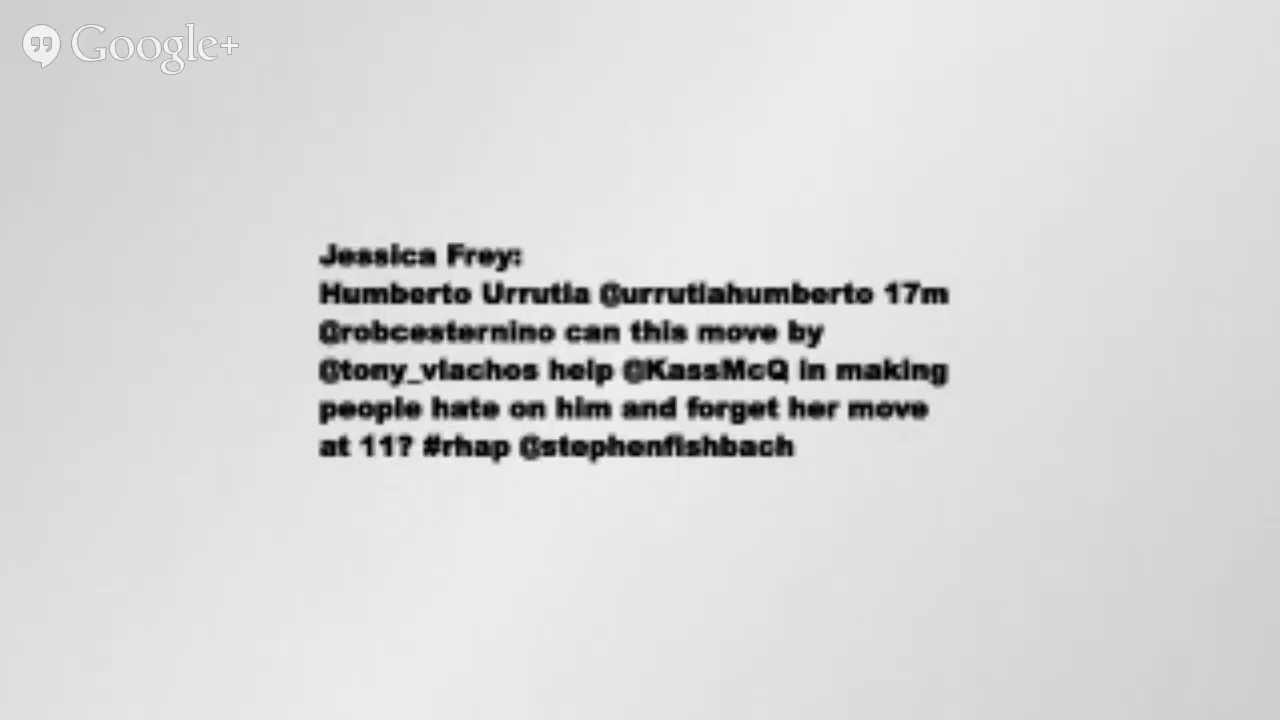 Google+
Jessica Frey:
Humberto Urrutia @urrutiahumberto 17m
@robcesternino can this move by
@tony_vlachos help @KassMcQ in making
people hate on him and forget her move
at 11? #rhap @stephenfishbach